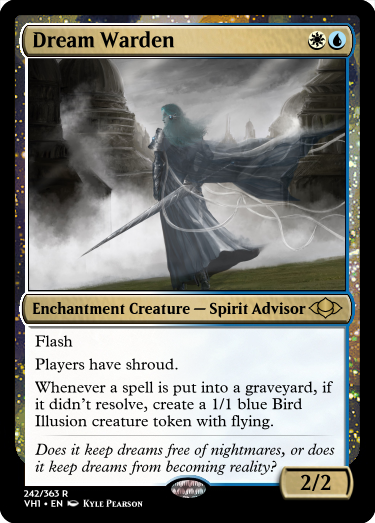 Dream Warden
Enchantment Creature — Spirit Advisor
Flash
Players have shroud.
Whenever a spell is put into a graveyard, if
it didn't resolve, create a 1/1 blue Bird
Illusion creature token with flying.
Does it keep dreams free of nightmares, or does
it keep dreams from becoming reality?
2/2
242/363 R
VH1 • EN Kyle Pearson